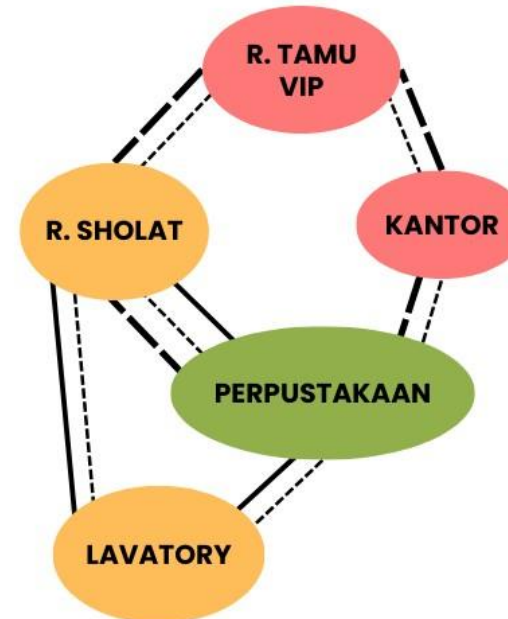 R. TAMU
VIP
R. SHOLAT
KANTOR
PERPUSTAKAAN
LAVATORY